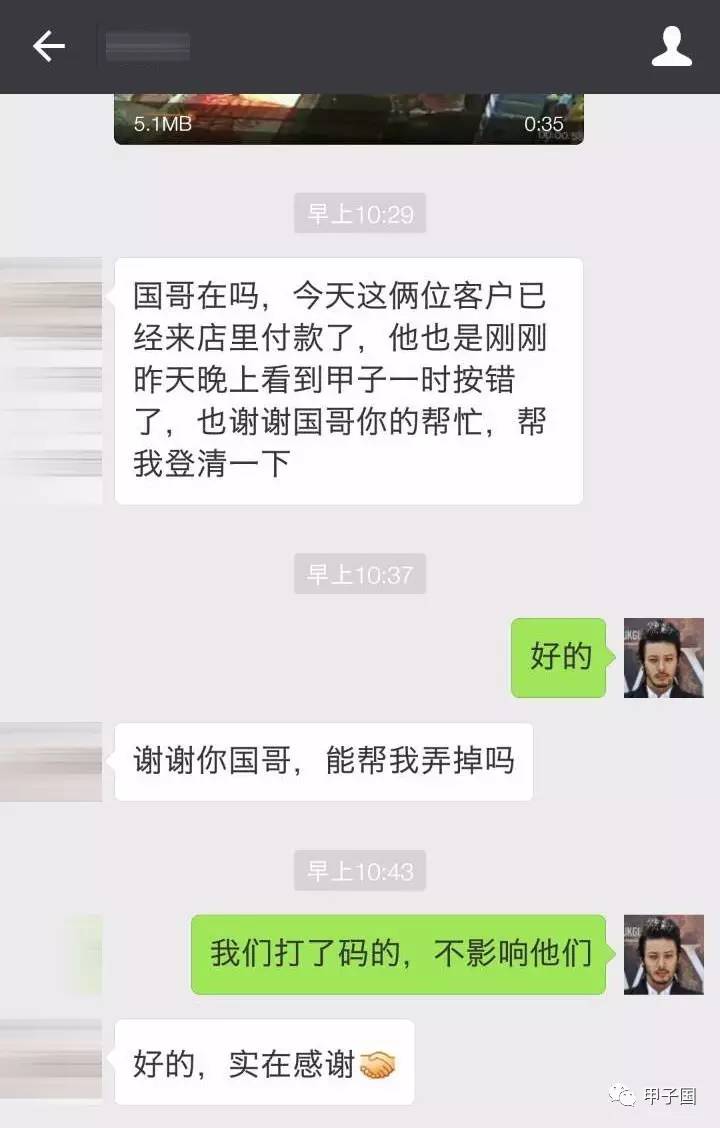 5.1MB
0:35
早上10:29
国哥在吗，今天这俩位客户已
经来店里付款了，他也是刚刚
昨天晚上看到甲子一时按错
了，也谢谢国哥你的帮忙，帮
我登清一下
早上10:37
好的
谢谢你国哥，能帮我弄掉吗
早上10:43
我们打了码的，不影响他们
好的，实在感谢🤝
甲子国